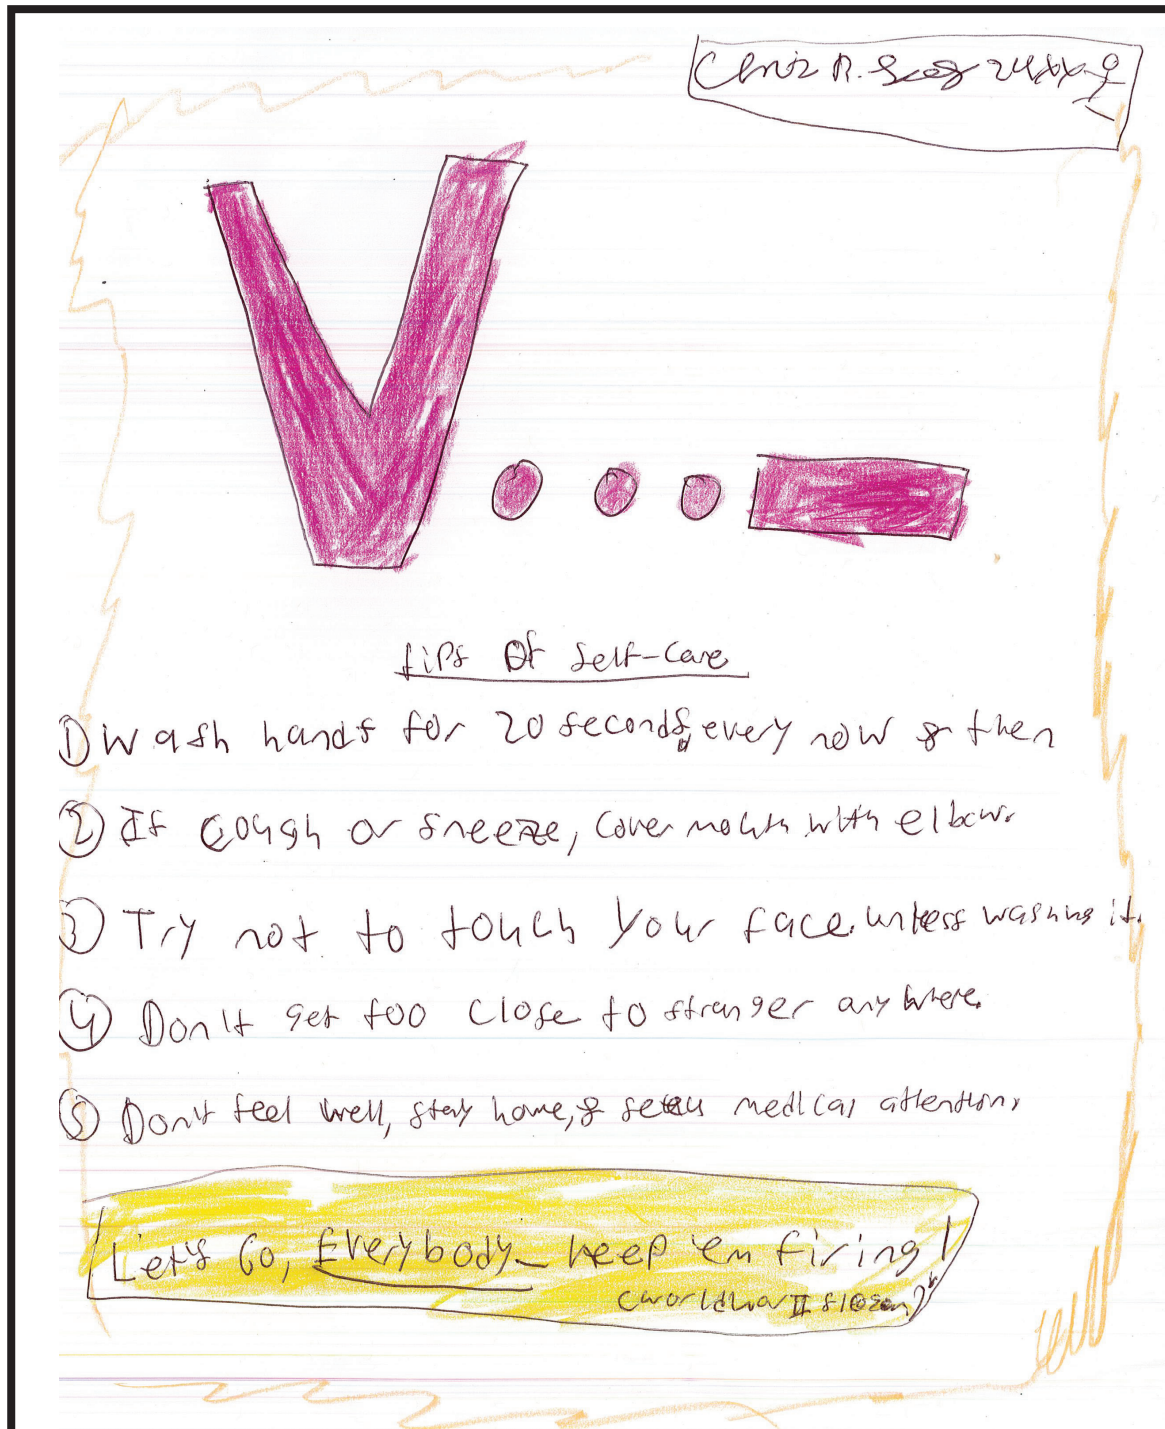 V...—
tips of self-care
① Wash hands for 20 seconds, every now & then
② If cough or sneeze, cover mouth with elbow.
③ Try not to touch your face. unless washing it.
④ Don't get too close to stranger anywhere.
⑤ Don't feel well, stay home, & seek medical attention.
Let's Go, Everybody - keep 'em firing!
(World War II slogan)